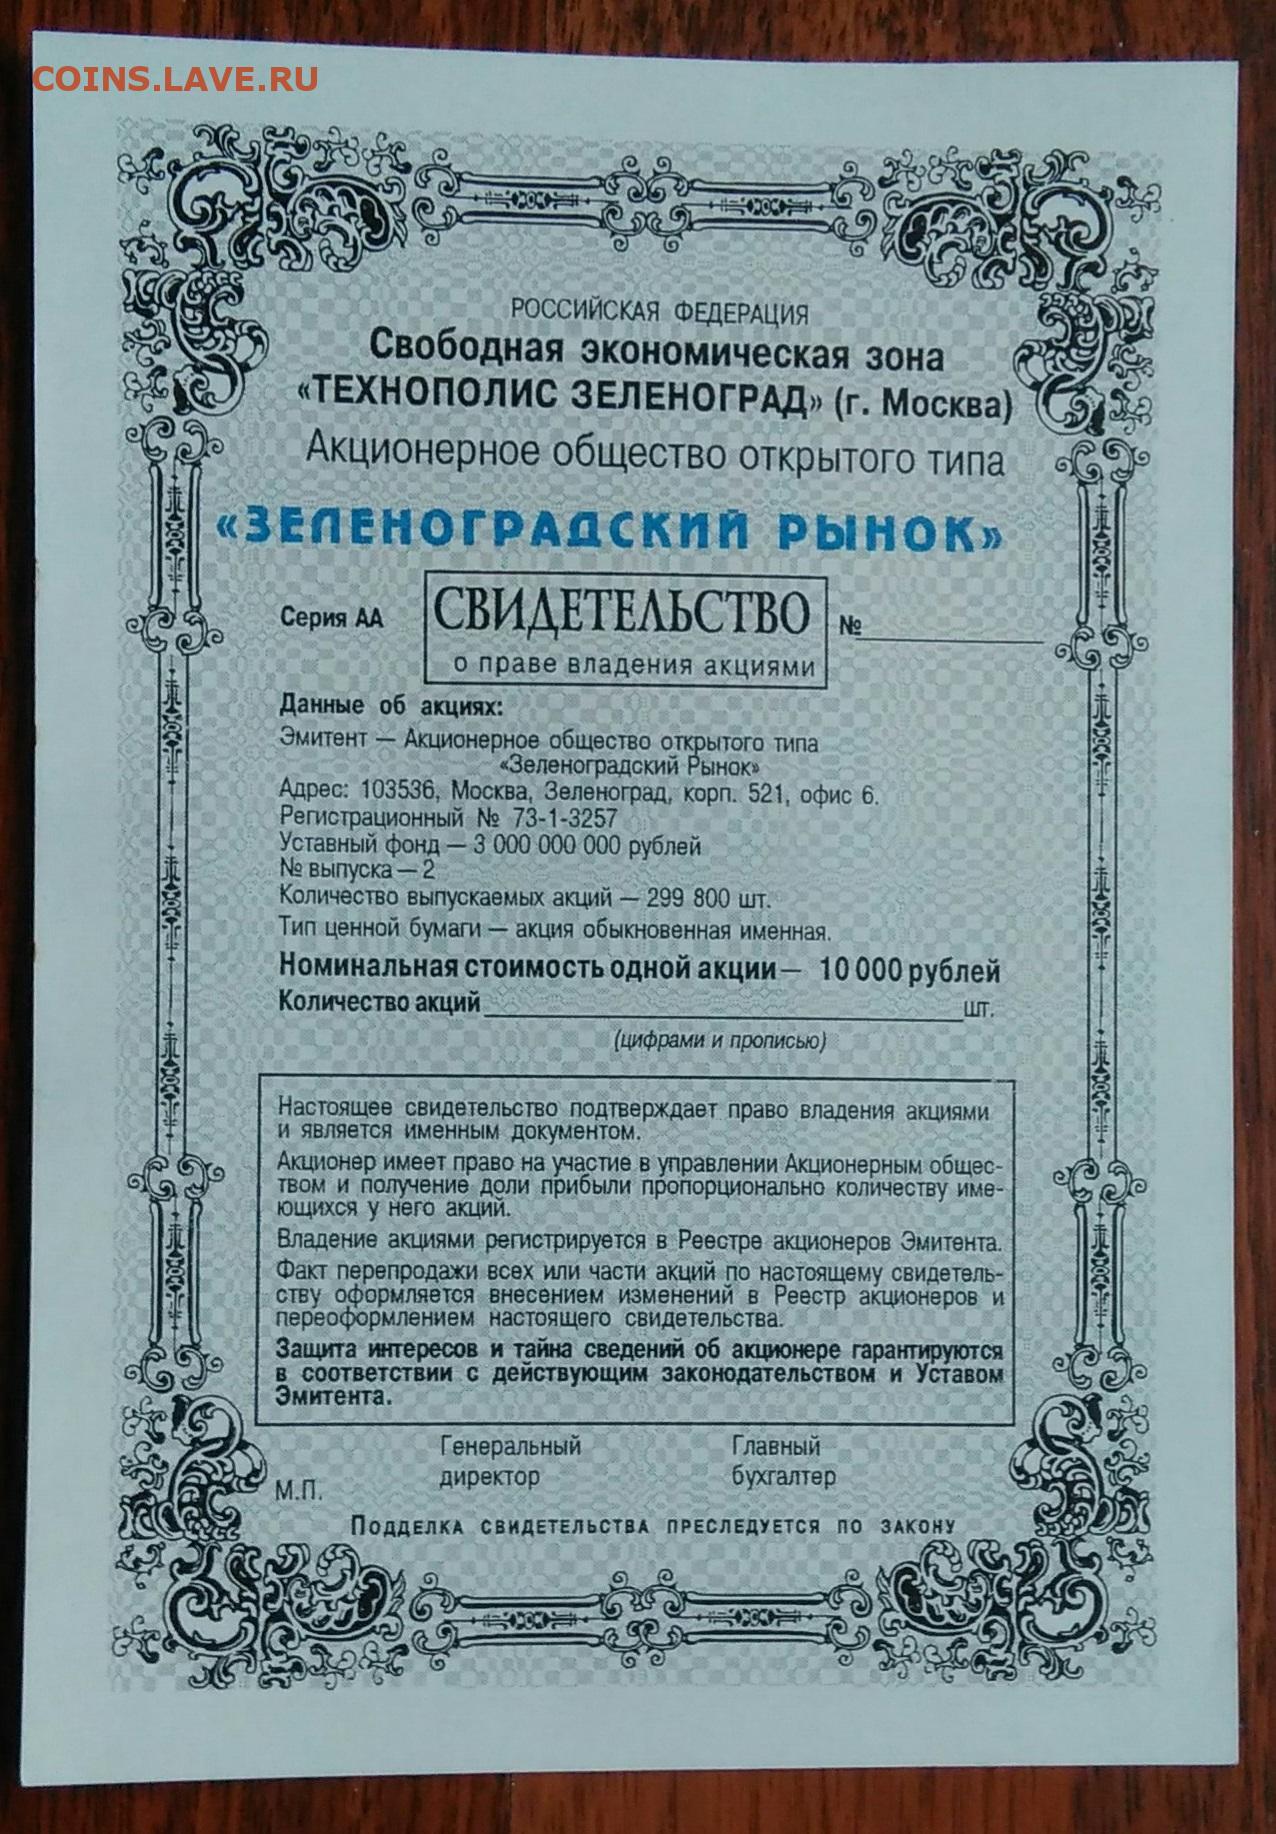 COINS.LAVE.RU
РОССИЙСКАЯ ФЕДЕРАЦИЯ
Свободная экономическая зона
«ТЕХНОПОЛИС ЗЕЛЕНОГРАД» (г. Москва)
Акционерное общество открытого типа
«ЗЕЛЕНОГРАДСКИЙ РЫНОК»
Серия АА СВИДЕТЕЛЬСТВО №
о праве владения акциями
Данные об акциях:
Эмитент — Акционерное общество открытого типа
«Зеленоградский Рынок»
Адрес: 103536, Москва, Зеленоград, корп. 521, офис 6.
Регистрационный № 73-1-3257
Уставный фонд — 3 000 000 000 рублей
№ выпуска — 2
Количество выпускаемых акций — 299 800 шт.
Тип ценной бумаги — акция обыкновенная именная.
Номинальная стоимость одной акции — 10 000 рублей
Количество акций шт.
(цифрами и прописью)
Настоящее свидетельство подтверждает право владения акциями
и является именным документом.
Акционер имеет право на участие в управлении Акционерным общес-
твом и получение доли прибыли пропорционально количеству име-
ющихся у него акций.
Владение акциями регистрируется в Реестре акционеров Эмитента.
Факт перепродажи всех или части акций по настоящему свидетель-
ству оформляется внесением изменений в Реестр акционеров и
переоформлением настоящего свидетельства.
Защита интересов и тайна сведений об акционере гарантируются
в соответствии с действующим законодательством и Уставом
Эмитента.
Генеральный Главный
директор бухгалтер
М.П.
Подделка свидетельства преследуется по закону